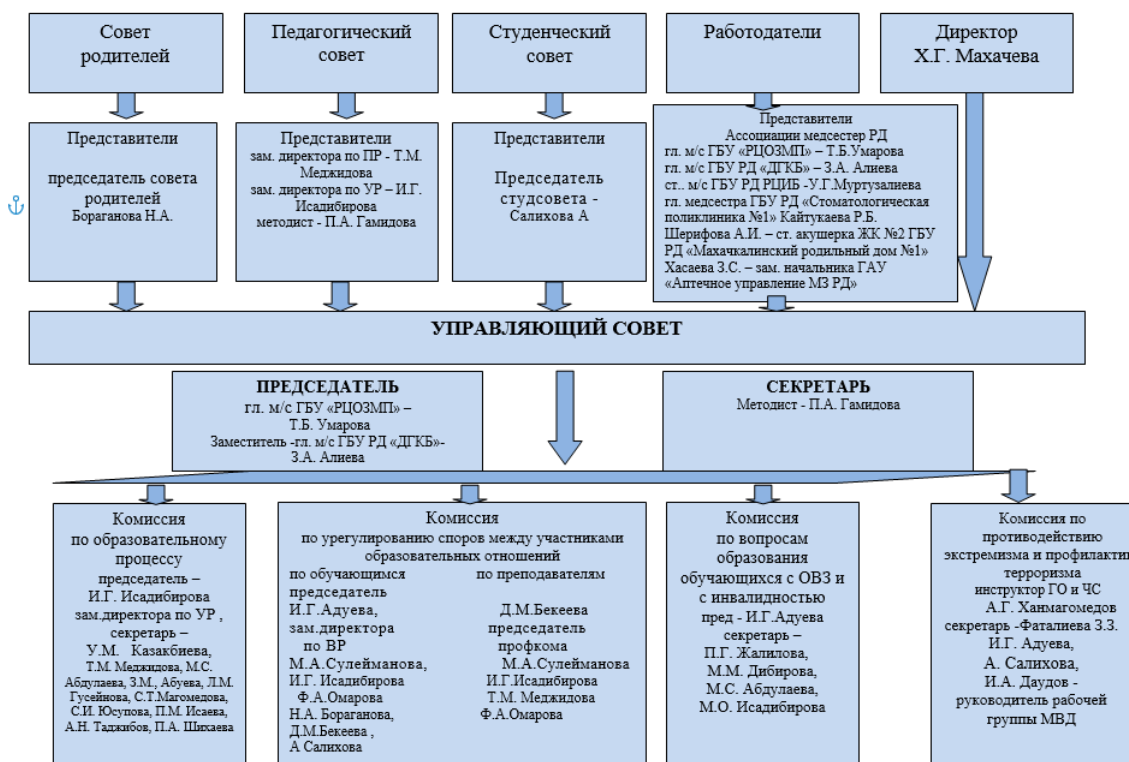 Совет
родителей
Педагогический
совет
Студенческий
совет
Работодатели
Директор
Х.Г. Махачева
Представители
председатель совета
родителей
Бораганова Н.А.
Представители
зам. директора по ПР - Т.М.
Меджидова
зам. директора по УР – И.Г.
Исадибирова
методист - П.А. Гамидова
Представители
Председатель
студсовета -
Салихова А
Представители
Ассоциации медсестер РД
гл. м/с ГБУ «РЦОЗМП» – Т.Б.Умарова
гл. м/с ГБУ РД «ДГКБ» – З.А. Алиева
ст.. м/с ГБУ РД РЦИБ -У.Г.Муртузалиева
гл. медсестра ГБУ РД «Стоматологическая
поликлиника №1» Кайтукаева Р.Б.
Шерифова А.И. – ст. акушерка ЖК №2 ГБУ
РД «Махачкалинский родильный дом №1»
Хасаева З.С. – зам. начальника ГАУ
«Аптечное управление МЗ РД»
УПРАВЛЯЮЩИЙ СОВЕТ
ПРЕДСЕДАТЕЛЬ
гл. м/с ГБУ «РЦОЗМП» –
Т.Б. Умарова
Заместитель -гл. м/с ГБУ РД «ДГКБ»-
З.А. Алиева
СЕКРЕТАРЬ
Методист - П.А. Гамидова
Комиссия
по образовательному
процессу
председатель –
И.Г. Исадибирова
зам.директора по УР ,
секретарь –
У.М. Казакбиева,
Т.М. Меджидова, М.С.
Абдулаева, З.М., Абуева, Л.М.
Гусейнова, С.Т.Магомедова,
С.И. Юсупова, П.М. Исаева,
А.Н. Таджибов, П.А. Шихаева
Комиссия
по урегулированию споров между участниками
образовательных отношений
по обучающимся
председатель
И.Г.Адуева,
зам.директора
по ВР
М.А.Сулейманова,
И.Г. Исадибирова
Ф.А.Омарова
Н.А. Бораганова,
Д.М.Бекеева ,
А Салихова
по преподавателям
Д.М.Бекеева
председатель
профкома
М.А.Сулейманова
И.Г.Исадибирова
Т.М. Меджидова
Ф.А.Омарова
Комиссия
по вопросам
образования
обучающихся с ОВЗ и
с инвалидностью
пред - И.Г.Адуева
секретарь –
П.Г. Жалилова,
М.М. Дибирова,
М.С. Абдулаева,
М.О. Исадибирова
Комиссия по
противодействию
экстремизма и профилактик
терроризма
инструктор ГО и ЧС
А.Г. Ханмагомедов
секретарь -Фаталиева З.З.
И.Г. Адуева,
А. Салихова,
И.А. Даудов -
руководитель рабочей
группы МВД